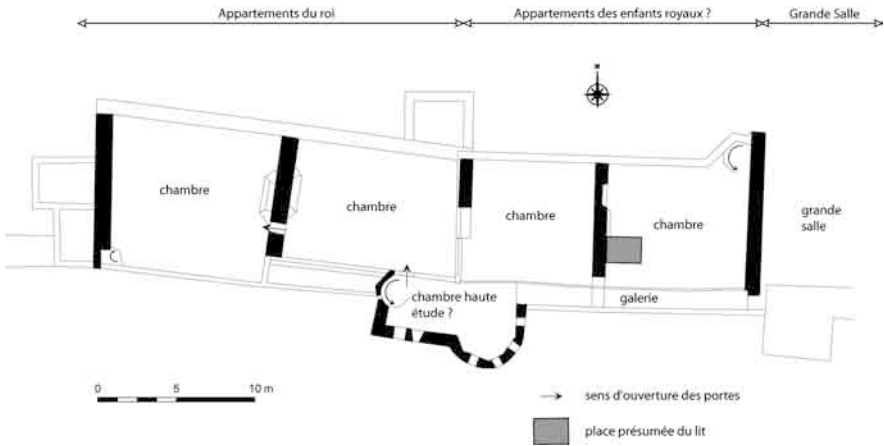 Appartements du roi
Appartements des enfants royaux ?
Grande Salle
chambre
chambre
chambre
chambre
grande
salle
chambre haute
étude ?
galerie
0 5 10 m
sens d'ouverture des portes
place présumée du lit